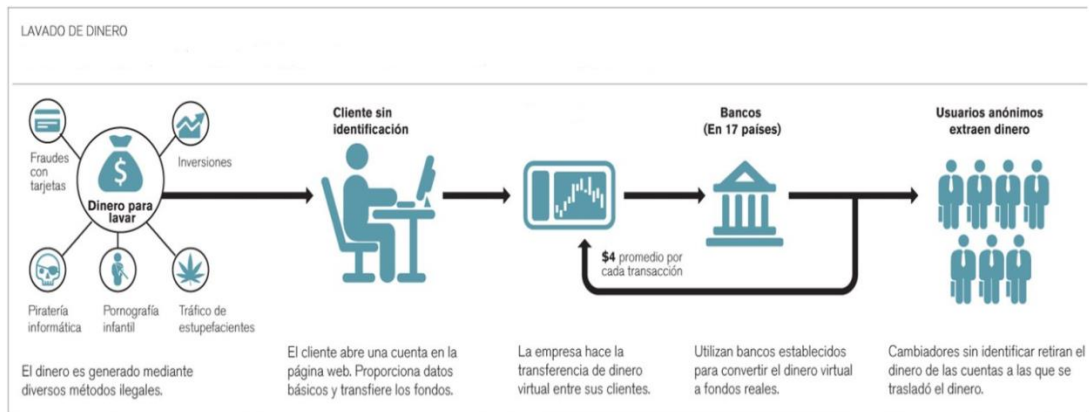 LAVADO DE DINERO
Fraudes
con
tarjetas
Inversiones
$
Dinero para
lavar
Piratería
informática
Pornografía
infantil
Tráfico de
estupefacientes
El dinero es generado mediante
diversos métodos ilegales.
Cliente sin
identificación
El cliente abre una cuenta en la
página web. Proporciona datos
básicos y transfiere los fondos.
$4 promedio por
cada transacción
La empresa hace la
transferencia de dinero
virtual entre sus clientes.
Bancos
(En 17 países)
Utilizan bancos establecidos
para convertir el dinero virtual
a fondos reales.
Usuarios anónimos
extraen dinero
Cambiadores sin identificar retiran el
dinero de las cuentas a las que se
trasladó el dinero.